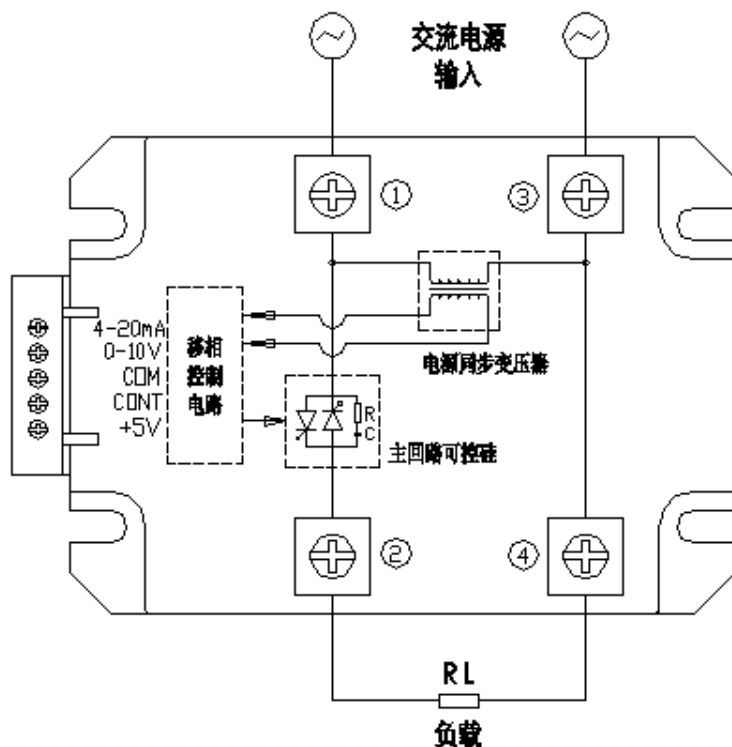 交流电源
输入
①
③
4-20mA
0-10V
COM
CONT
+5V
移相
控制
电路
电源同步变压器
R
C
主回路可控硅
②
④
RL
负载